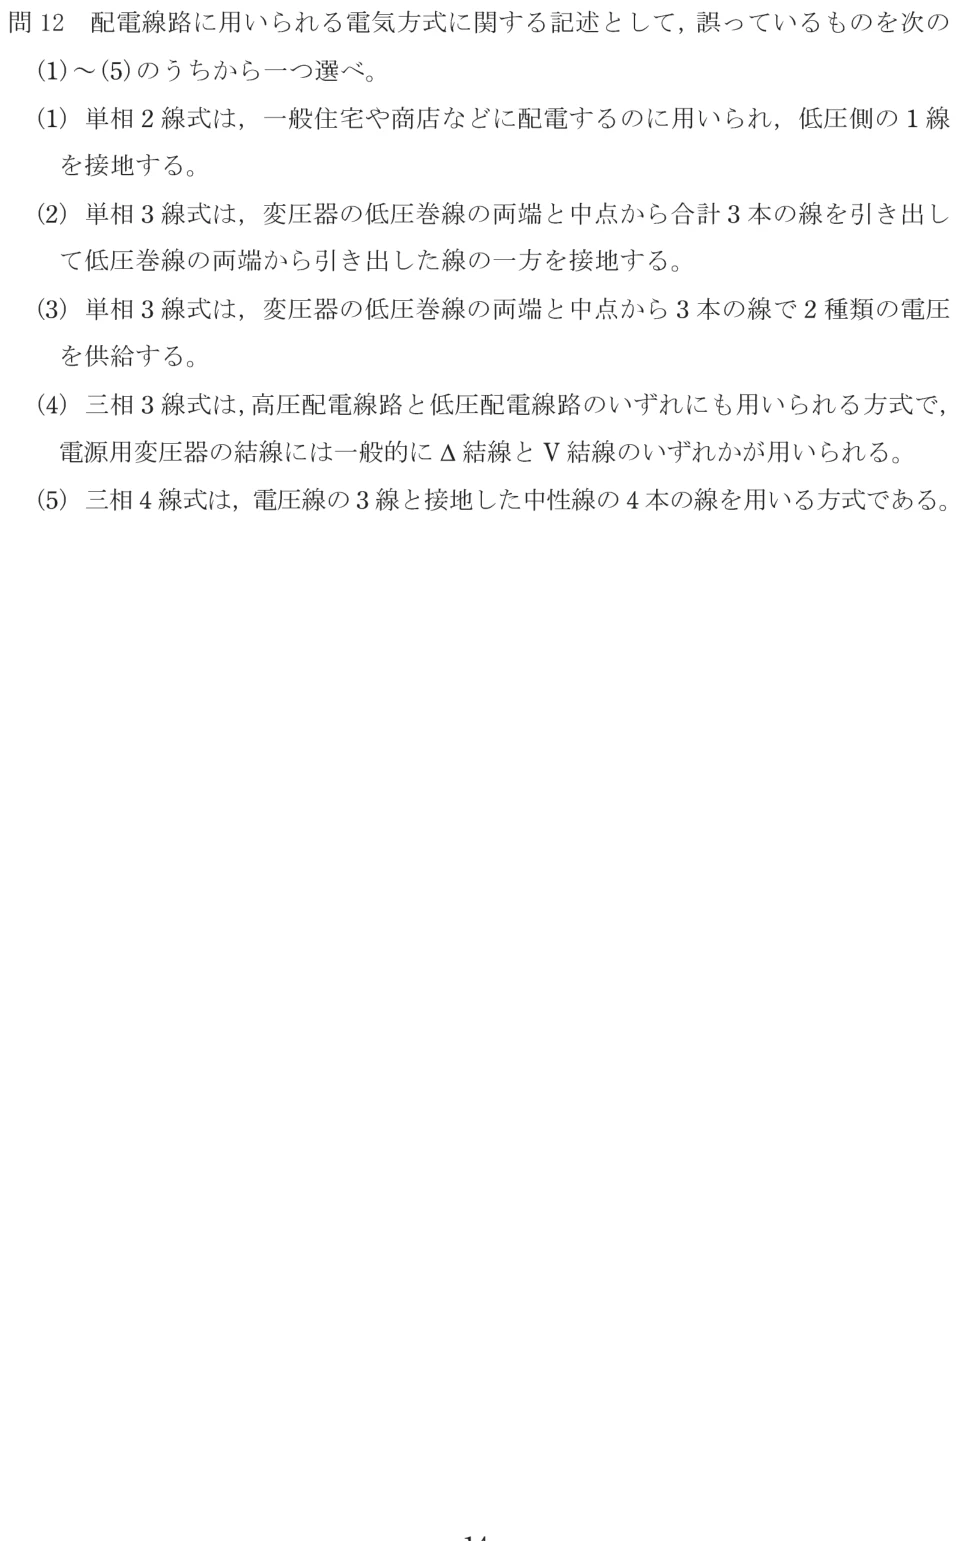 問 12　配電線路に用いられる電気方式に関する記述として, 誤っているものを次の
(1)～(5)のうちから一つ選べ。
(1) 単相 2 線式は, 一般住宅や商店などに配電するのに用いられ, 低圧側の 1 線
を接地する。
(2) 単相 3 線式は, 変圧器の低圧巻線の両端と中点から合計 3 本の線を引き出し
て低圧巻線の両端から引き出した線の一方を接地する。
(3) 単相 3 線式は, 変圧器の低圧巻線の両端と中点から 3 本の線で 2 種類の電圧
を供給する。
(4) 三相 3 線式は, 高圧配電線路と低圧配電線路のいずれにも用いられる方式で,
電源用変圧器の結線には一般的に Δ 結線と V 結線のいずれかが用いられる。
(5) 三相 4 線式は, 電圧線の 3 線と接地した中性線の 4 本の線を用いる方式である。